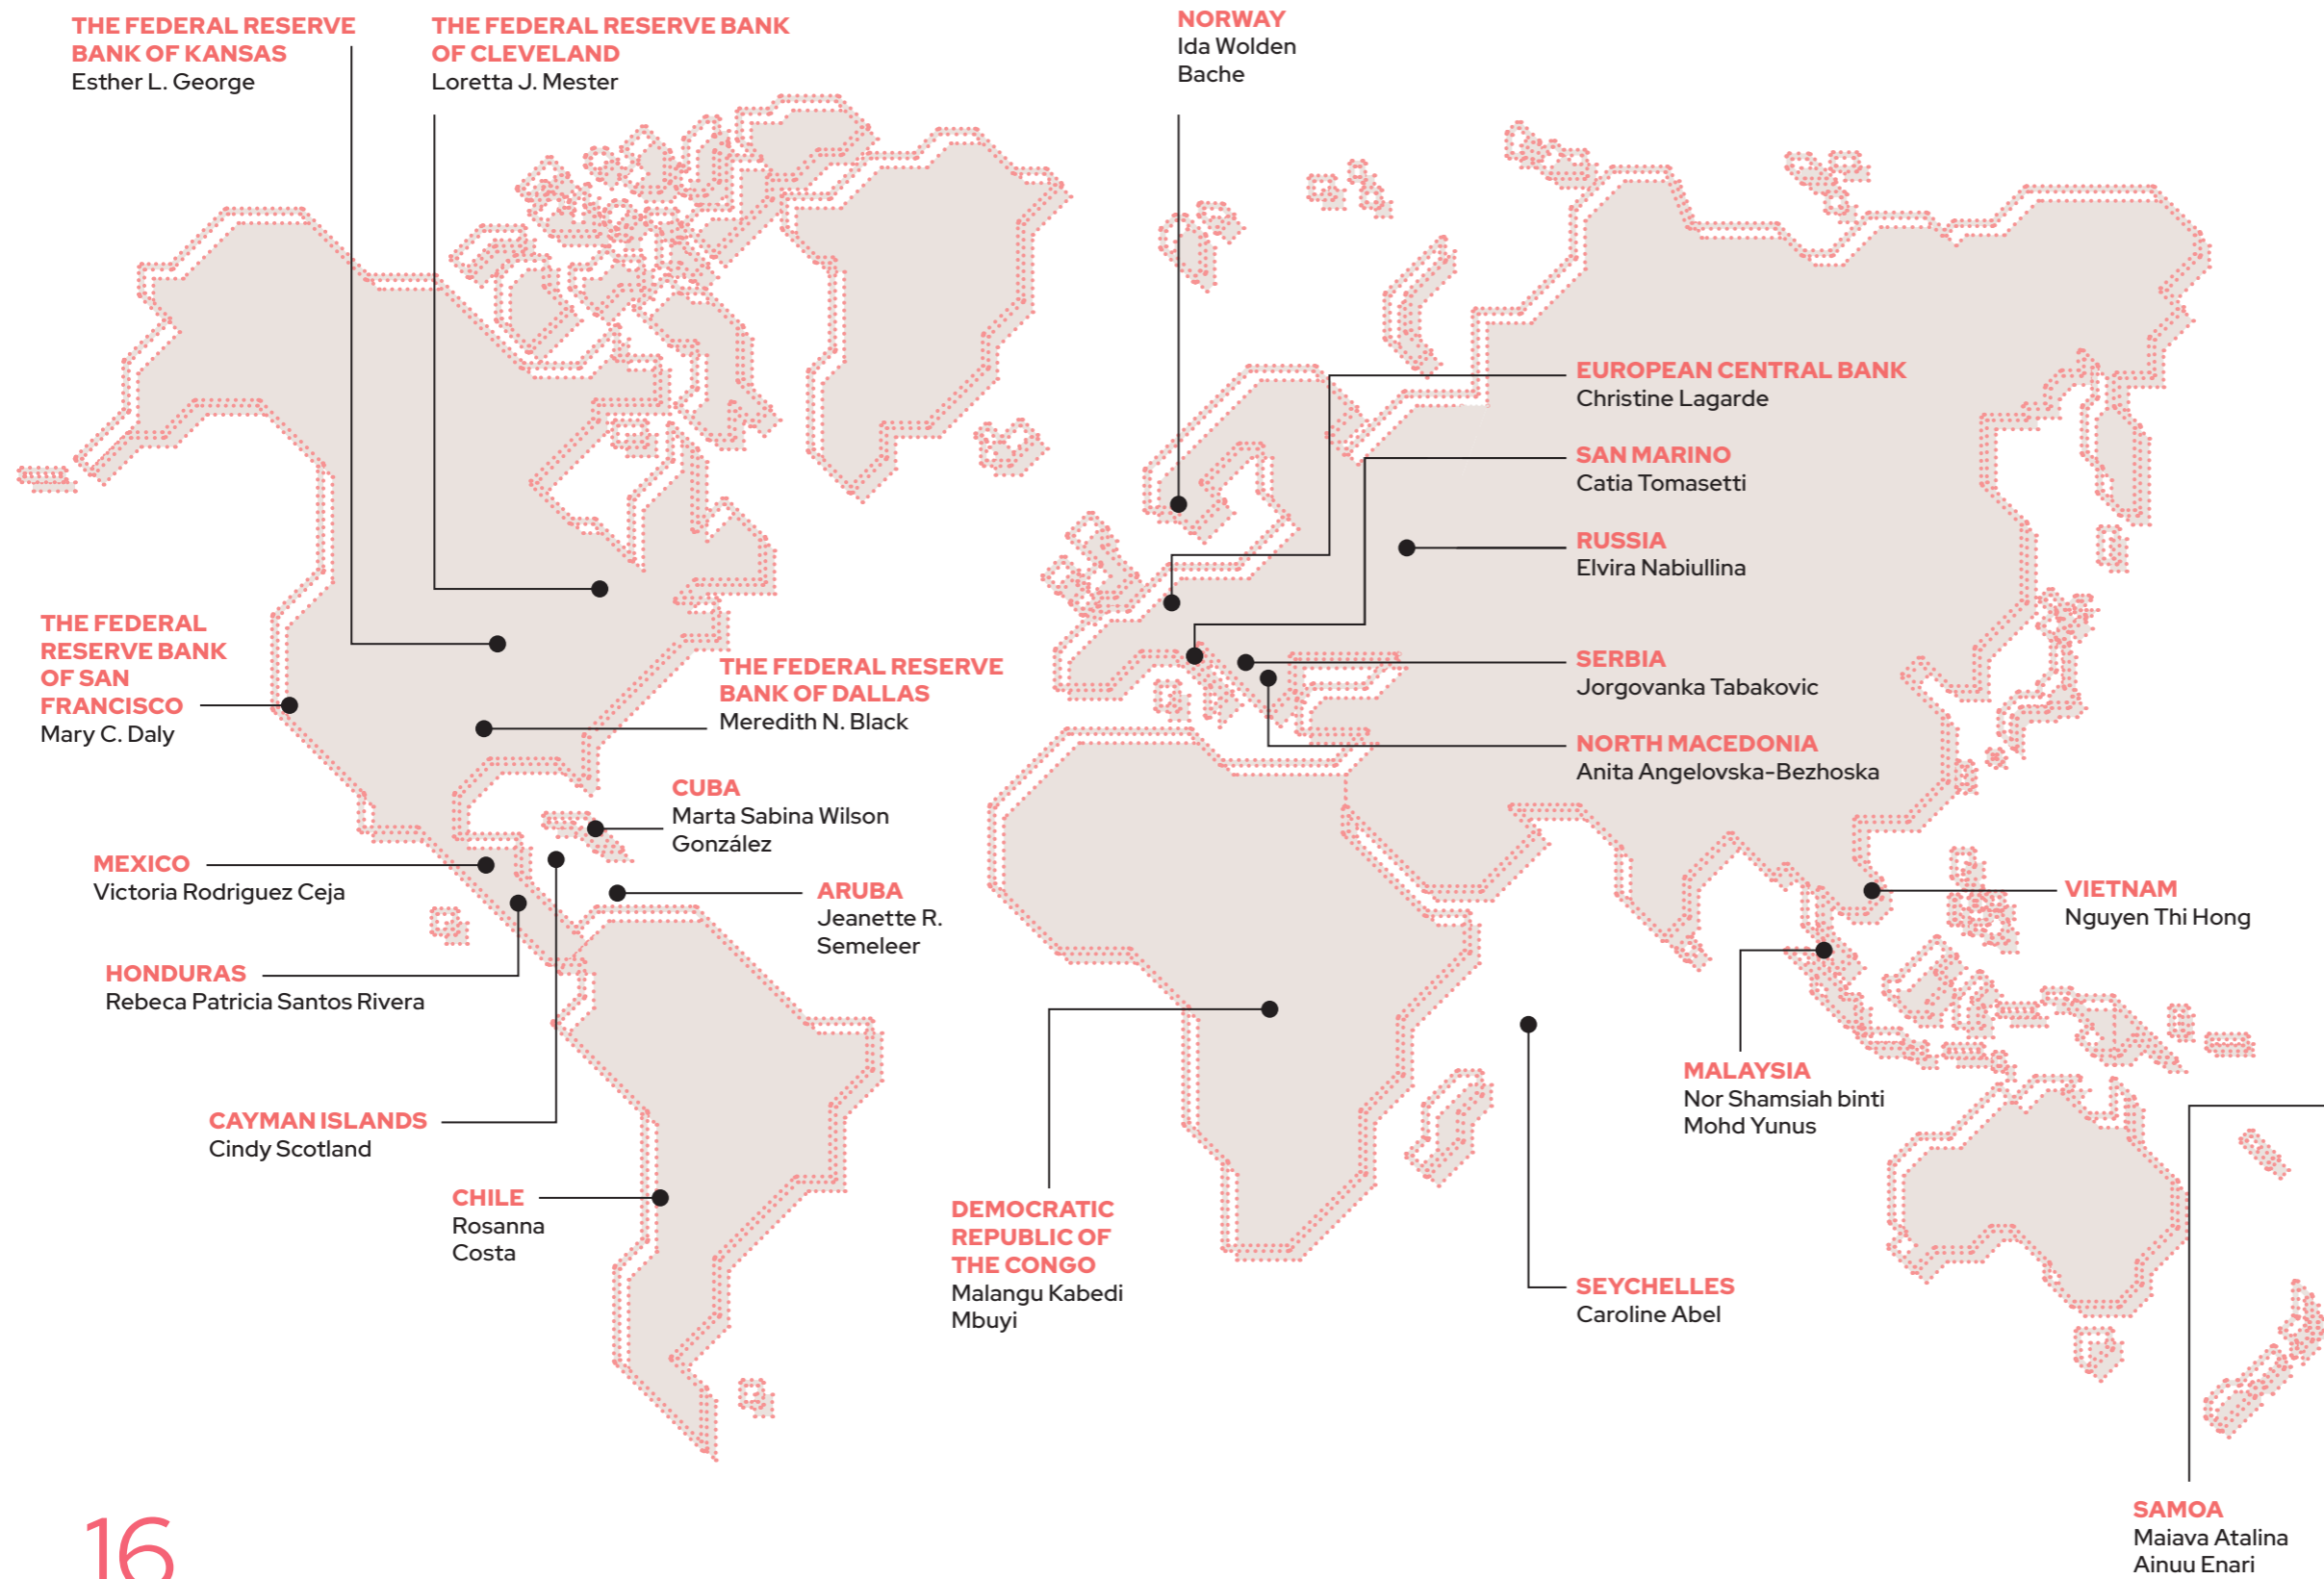 THE FEDERAL RESERVE
BANK OF KANSAS
Esther L. George
THE FEDERAL RESERVE BANK
OF CLEVELAND
Loretta J. Mester
NORWAY
Ida Wolden
Bache
EUROPEAN CENTRAL BANK
Christine Lagarde
SAN MARINO
Catia Tomasetti
RUSSIA
Elvira Nabiullina
THE FEDERAL
RESERVE BANK
OF SAN
FRANCISCO
Mary C. Daly
THE FEDERAL RESERVE
BANK OF DALLAS
Meredith N. Black
SERBIA
Jorgovanka Tabakovic
NORTH MACEDONIA
Anita Angelovska-Bezhoska
CUBA
Marta Sabina Wilson
González
MEXICO
Victoria Rodriguez Ceja
ARUBA
Jeanette R.
Semeleer
VIETNAM
Nguyen Thi Hong
HONDURAS
Rebeca Patricia Santos Rivera
MALAYSIA
Nor Shamsiah binti
Mohd Yunus
CAYMAN ISLANDS
Cindy Scotland
CHILE
Rosanna
Costa
DEMOCRATIC
REPUBLIC OF
THE CONGO
Malangu Kabedi
Mbuyi
SEYCHELLES
Caroline Abel
SAMOA
Maiava Atalina
Ainuu Enari
16